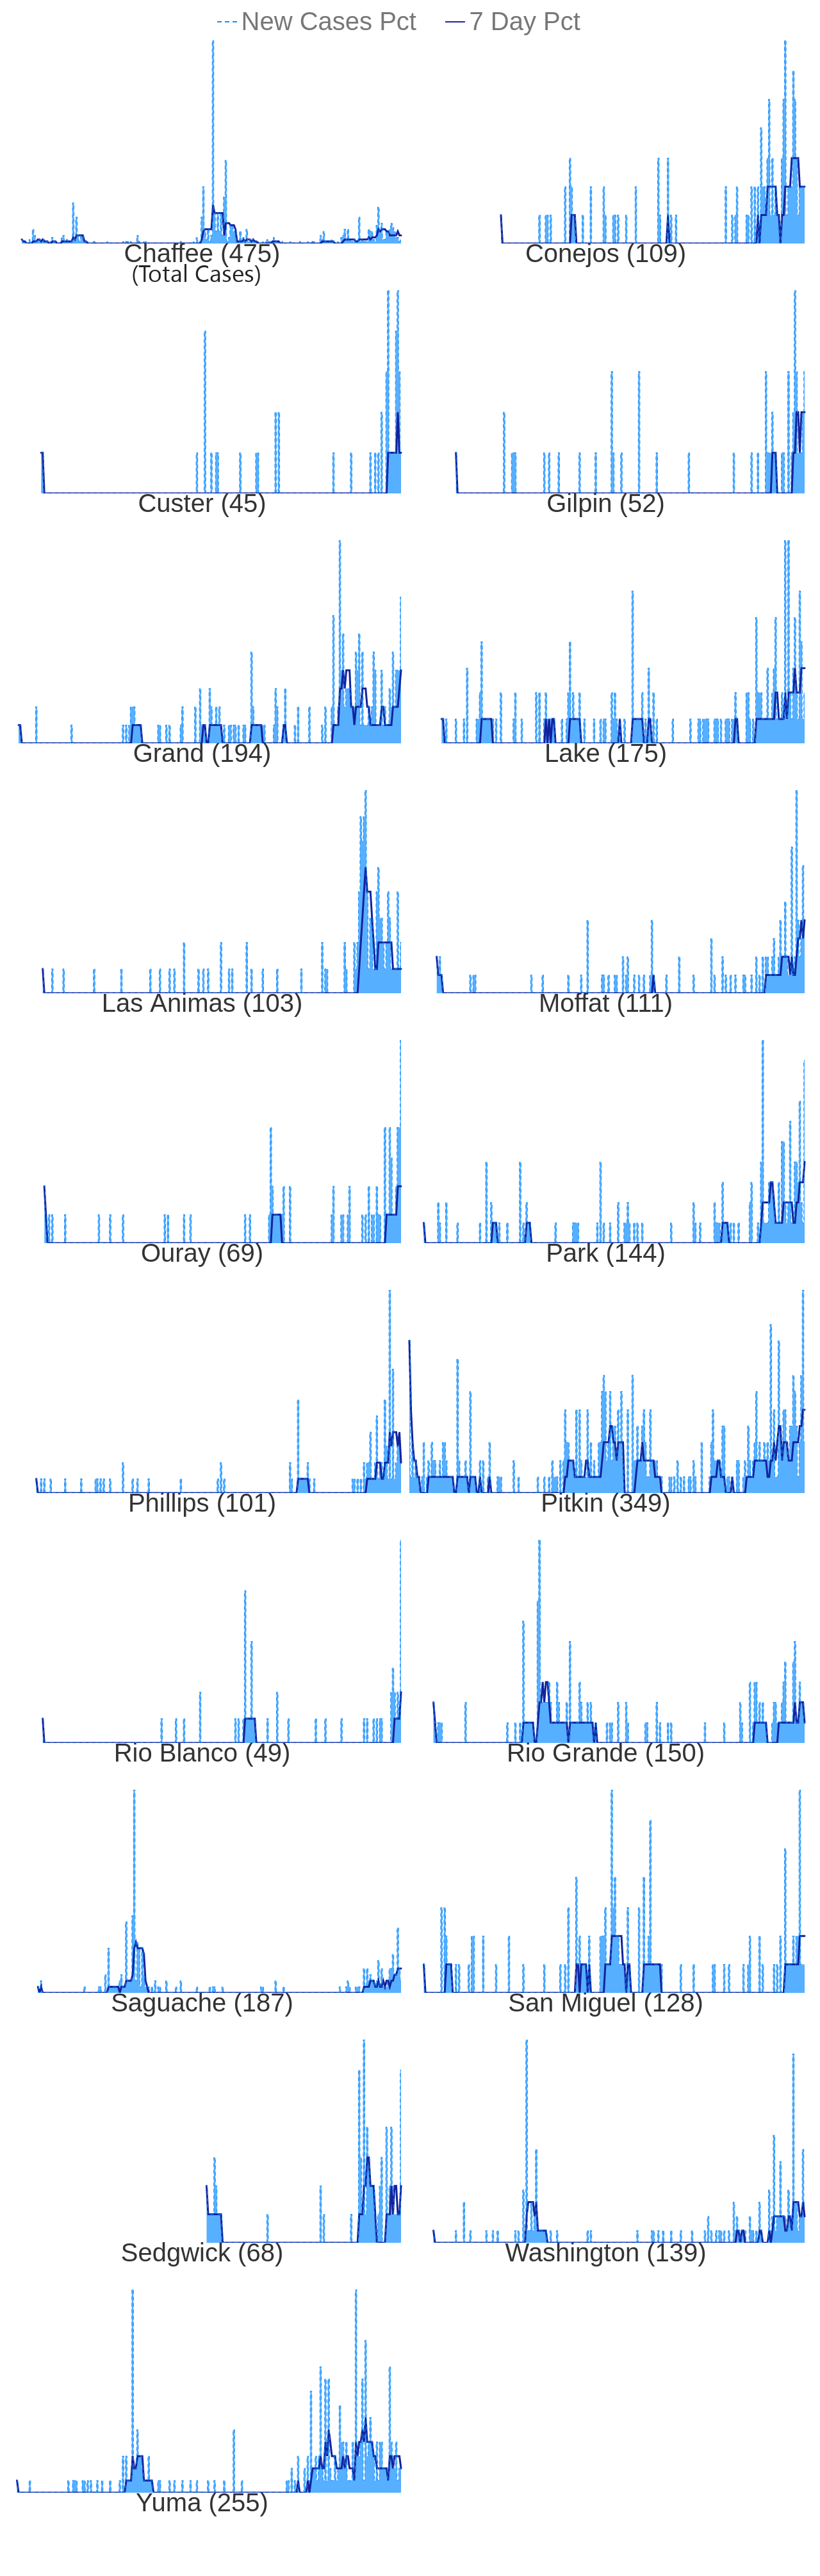 New Cases Pct 7 Day Pct
Chaffee (475) Conejos (109)
(Total Cases)
Custer (45) Gilpin (52)
Grand (194) Lake (175)
Las Animas (103) Moffat (111)
Ouray (69) Park (144)
Phillips (101) Pitkin (349)
Rio Blanco (49) Rio Grande (150)
Saguache (187) San Miguel (128)
Sedgwick (68) Washington (139)
Yuma (255)